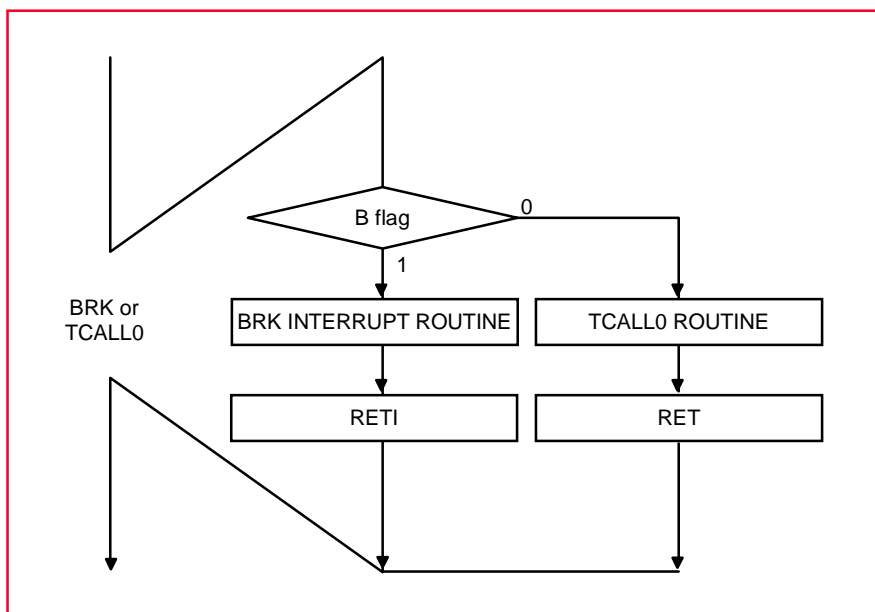 B flag
0
1
BRK or
TCALL0
BRK INTERRUPT ROUTINE
TCALL0 ROUTINE
RETI
RET